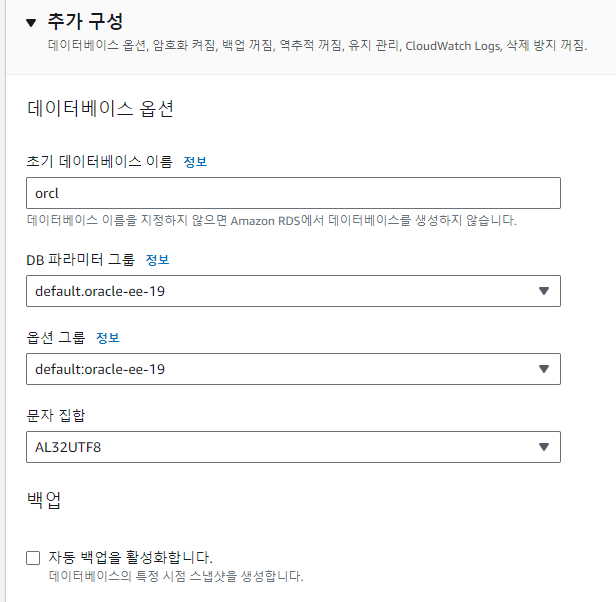 추가 구성
데이터베이스 옵션, 암호화 켜짐, 백업 꺼짐, 역추적 꺼짐, 유지 관리, CloudWatch Logs, 삭제 방지 꺼짐.
데이터베이스 옵션
초기 데이터베이스 이름 정보
orcl
데이터베이스 이름을 지정하지 않으면 Amazon RDS에서 데이터베이스를 생성하지 않습니다.
DB 파라미터 그룹 정보
default.oracle-ee-19
옵션 그룹 정보
default:oracle-ee-19
문자 집합
AL32UTF8
백업
자동 백업을 활성화합니다.
데이터베이스의 특정 시점 스냅샷을 생성합니다.